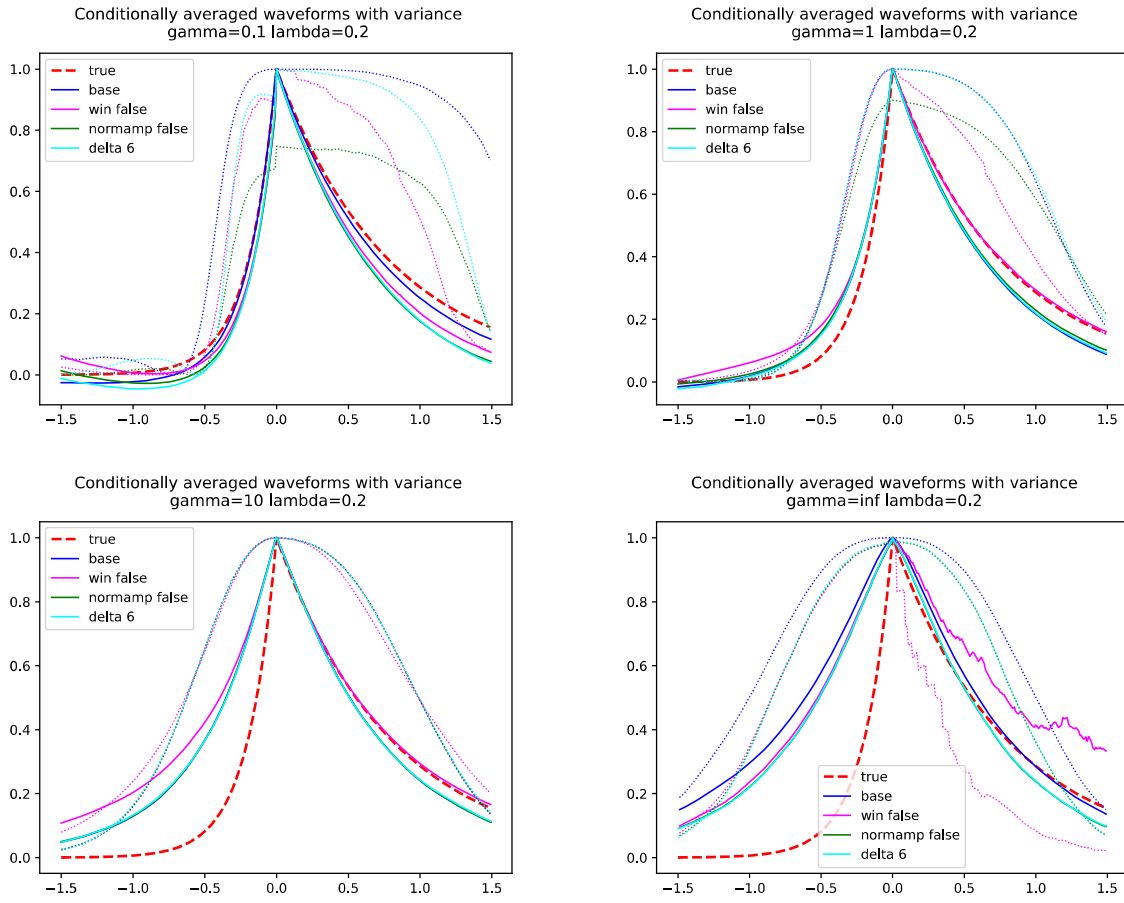 Conditionally averaged waveforms with variance
gamma=0.1 lambda=0.2
1.0
0.8
0.6
0.4
0.2
0.0
true
base
win false
normamp false
delta 6
−1.5 −1.0 −0.5 0.0 0.5 1.0 1.5
Conditionally averaged waveforms with variance
gamma=1 lambda=0.2
1.0
0.8
0.6
0.4
0.2
0.0
true
base
win false
normamp false
delta 6
−1.5 −1.0 −0.5 0.0 0.5 1.0 1.5
Conditionally averaged waveforms with variance
gamma=10 lambda=0.2
1.0
0.8
0.6
0.4
0.2
0.0
true
base
win false
normamp false
delta 6
−1.5 −1.0 −0.5 0.0 0.5 1.0 1.5
Conditionally averaged waveforms with variance
gamma=inf lambda=0.2
1.0
0.8
0.6
0.4
0.2
0.0
true
base
win false
normamp false
delta 6
−1.5 −1.0 −0.5 0.0 0.5 1.0 1.5